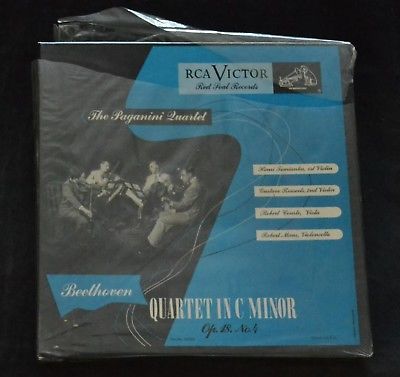 RCA VICTOR
Red Seal Records
The Paganini Quartet
Henri Temianka, 1st Violin
Gustave Rosseels, 2nd Violin
Robert Courte, Viola
Robert Maas, Violoncello
Beethoven
QUARTET IN C MINOR
Op. 18, No. 4